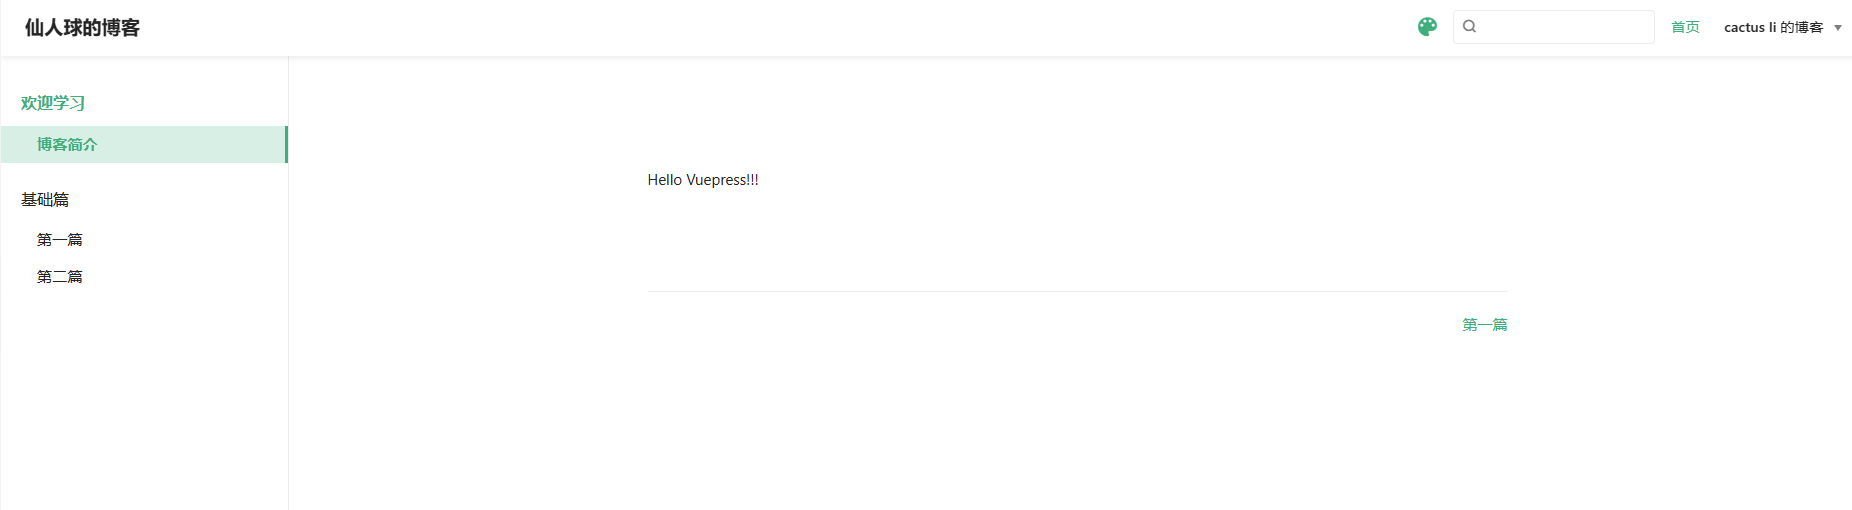 仙人球的博客
首页
cactus li 的博客
欢迎学习
博客简介
基础篇
第一篇
第二篇
Hello Vuepress!!!
第一篇